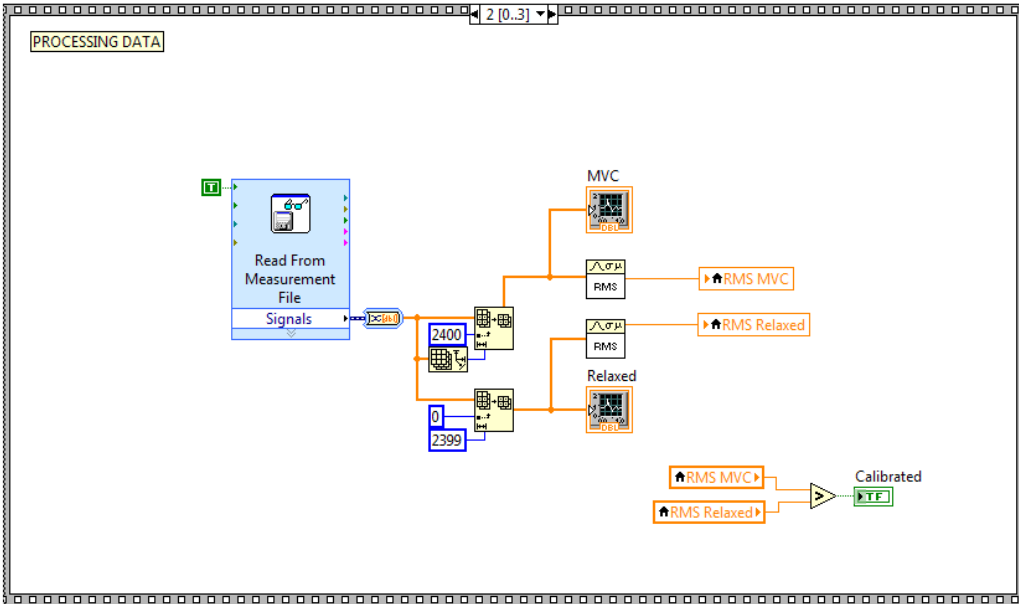 2 [0..3]
PROCESSING DATA
T
Read From
Measurement
File
Signals
MVC
DBL
σ μ
RMS
RMS MVC
2400
σ μ
RMS
RMS Relaxed
Relaxed
DBL
0
2399
RMS MVC
RMS Relaxed
>
Calibrated
TF